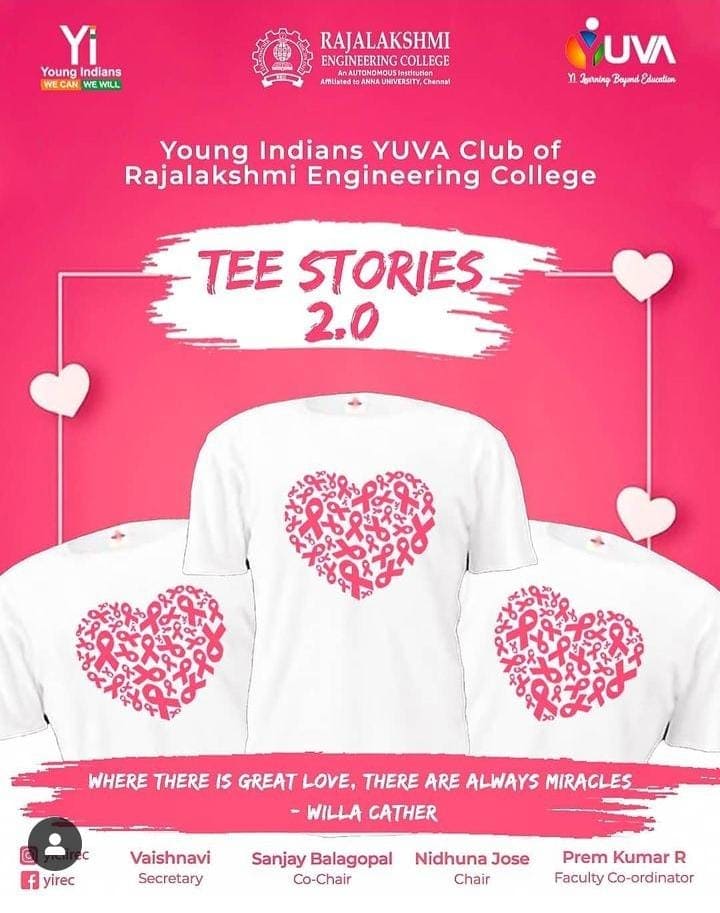 Yi
Young Indians
WE CAN WE WILL
RAJALAKSHMI
ENGINEERING COLLEGE
An AUTONOMOUS Institution
Affiliated to ANNA UNIVERSITY, Chennai
YUVA
Yi Learning Beyond Education
Young Indians YUVA Club of
Rajalakshmi Engineering College
TEE STORIES
2.0
WHERE THERE IS GREAT LOVE, THERE ARE ALWAYS MIRACLES
- WILLA CATHER
yirec
Vaishnavi
Secretary
Sanjay Balagopal
Co-Chair
Nidhuna Jose
Chair
Prem Kumar R
Faculty Co-ordinator